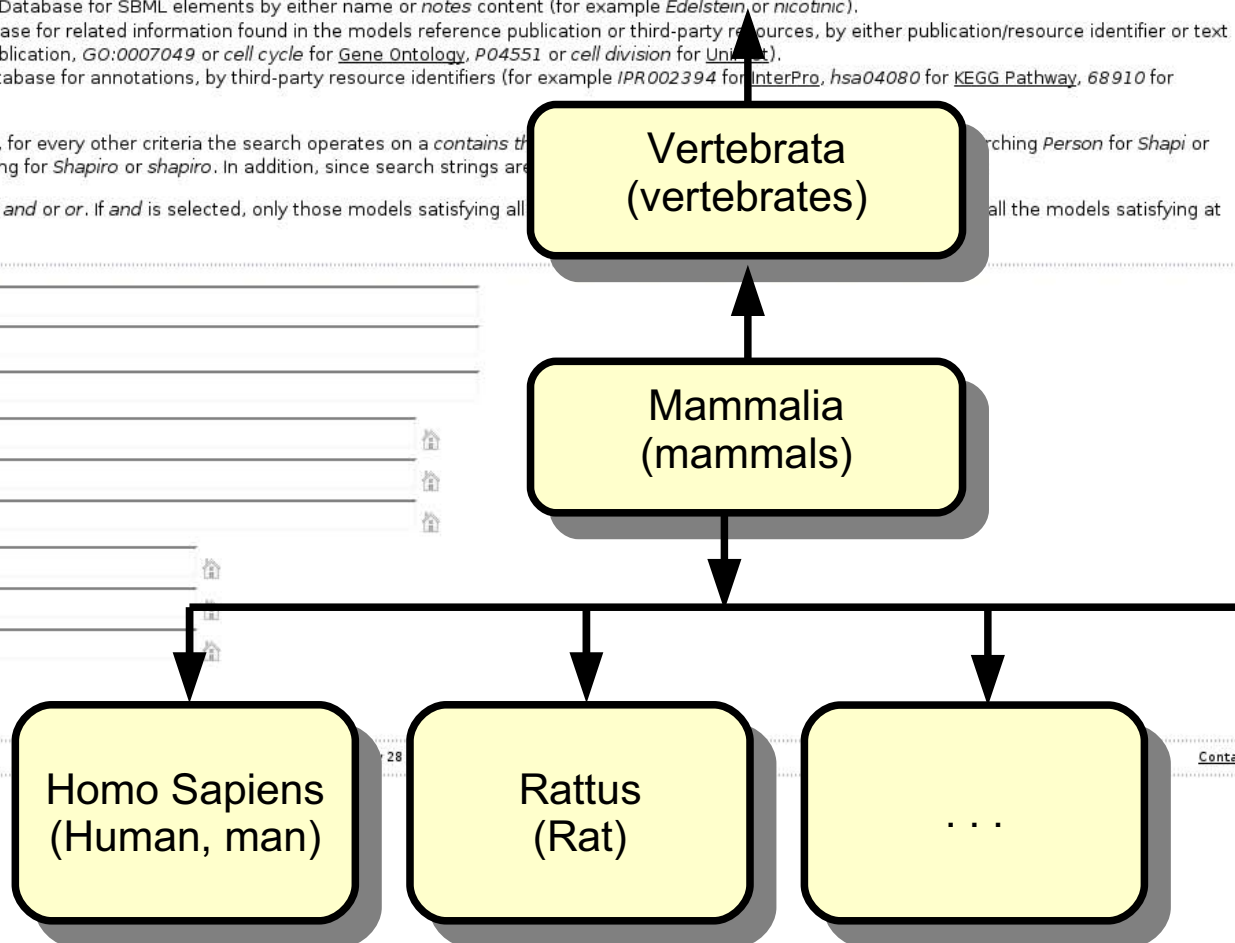 Database for SBML elements by either name or notes content (for example Edelstein or nicotinic).
ase for related information found in the models reference publication or third-party resources, by either publication/resource identifier or text
blication, GO:0007049 or cell cycle for Gene Ontology, P04551 or cell division for
tabase for annotations, by third-party resource identifiers (for example IPR002394 for InterPro, hsa04080 for KEGG Pathway, 68910 for
, for every other criteria the search operates on a contains th rching Person for Shapi or
ng for Shapiro or shapiro. In addition, since search strings are
and or or. If and is selected, only those models satisfying all all the models satisfying at
Vertebrata
(vertebrates)
Mammalia
(mammals)
Homo Sapiens
(Human, man)
28
Rattus
(Rat)
. . .
Conta